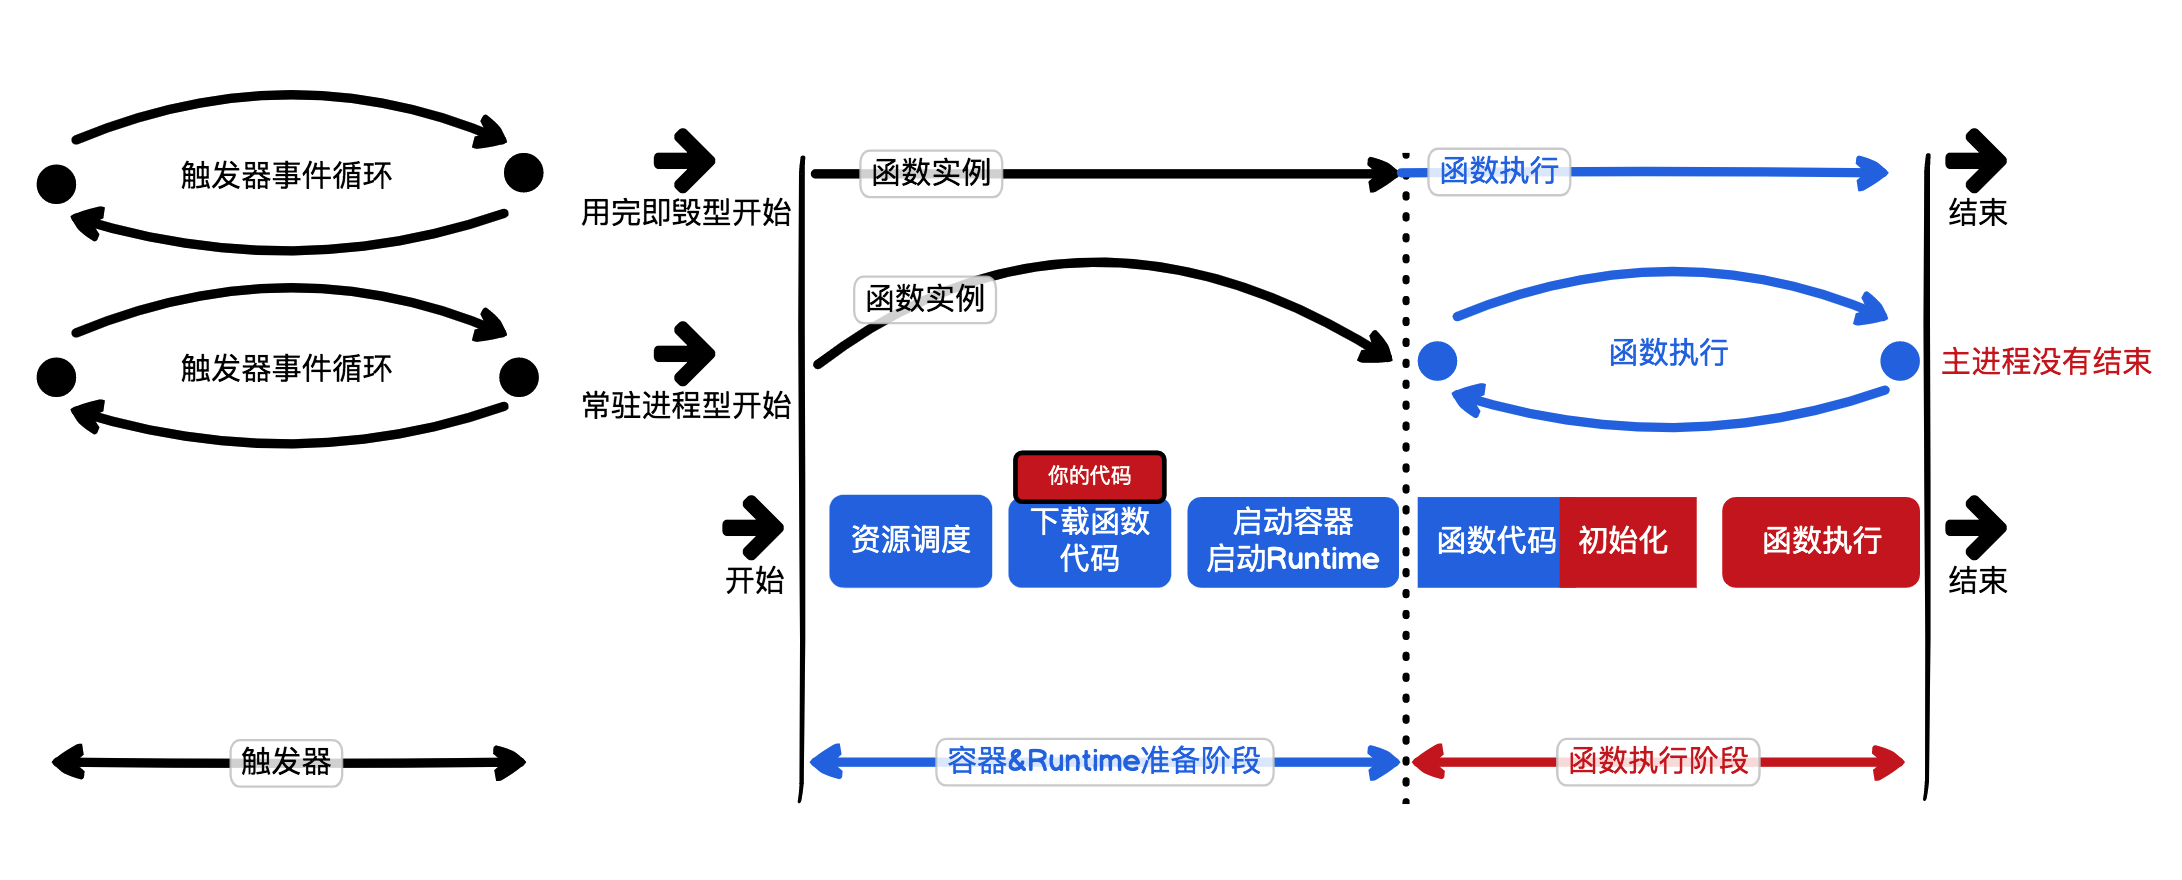 触发器事件循环
用完即毁型开始
函数实例
函数执行
结束
触发器事件循环
常驻进程型开始
函数实例
函数执行
主进程没有结束
开始
资源调度
你的代码
下载函数
代码
启动容器
启动Runtime
函数代码
初始化
函数执行
结束
触发器
容器&Runtime准备阶段
函数执行阶段